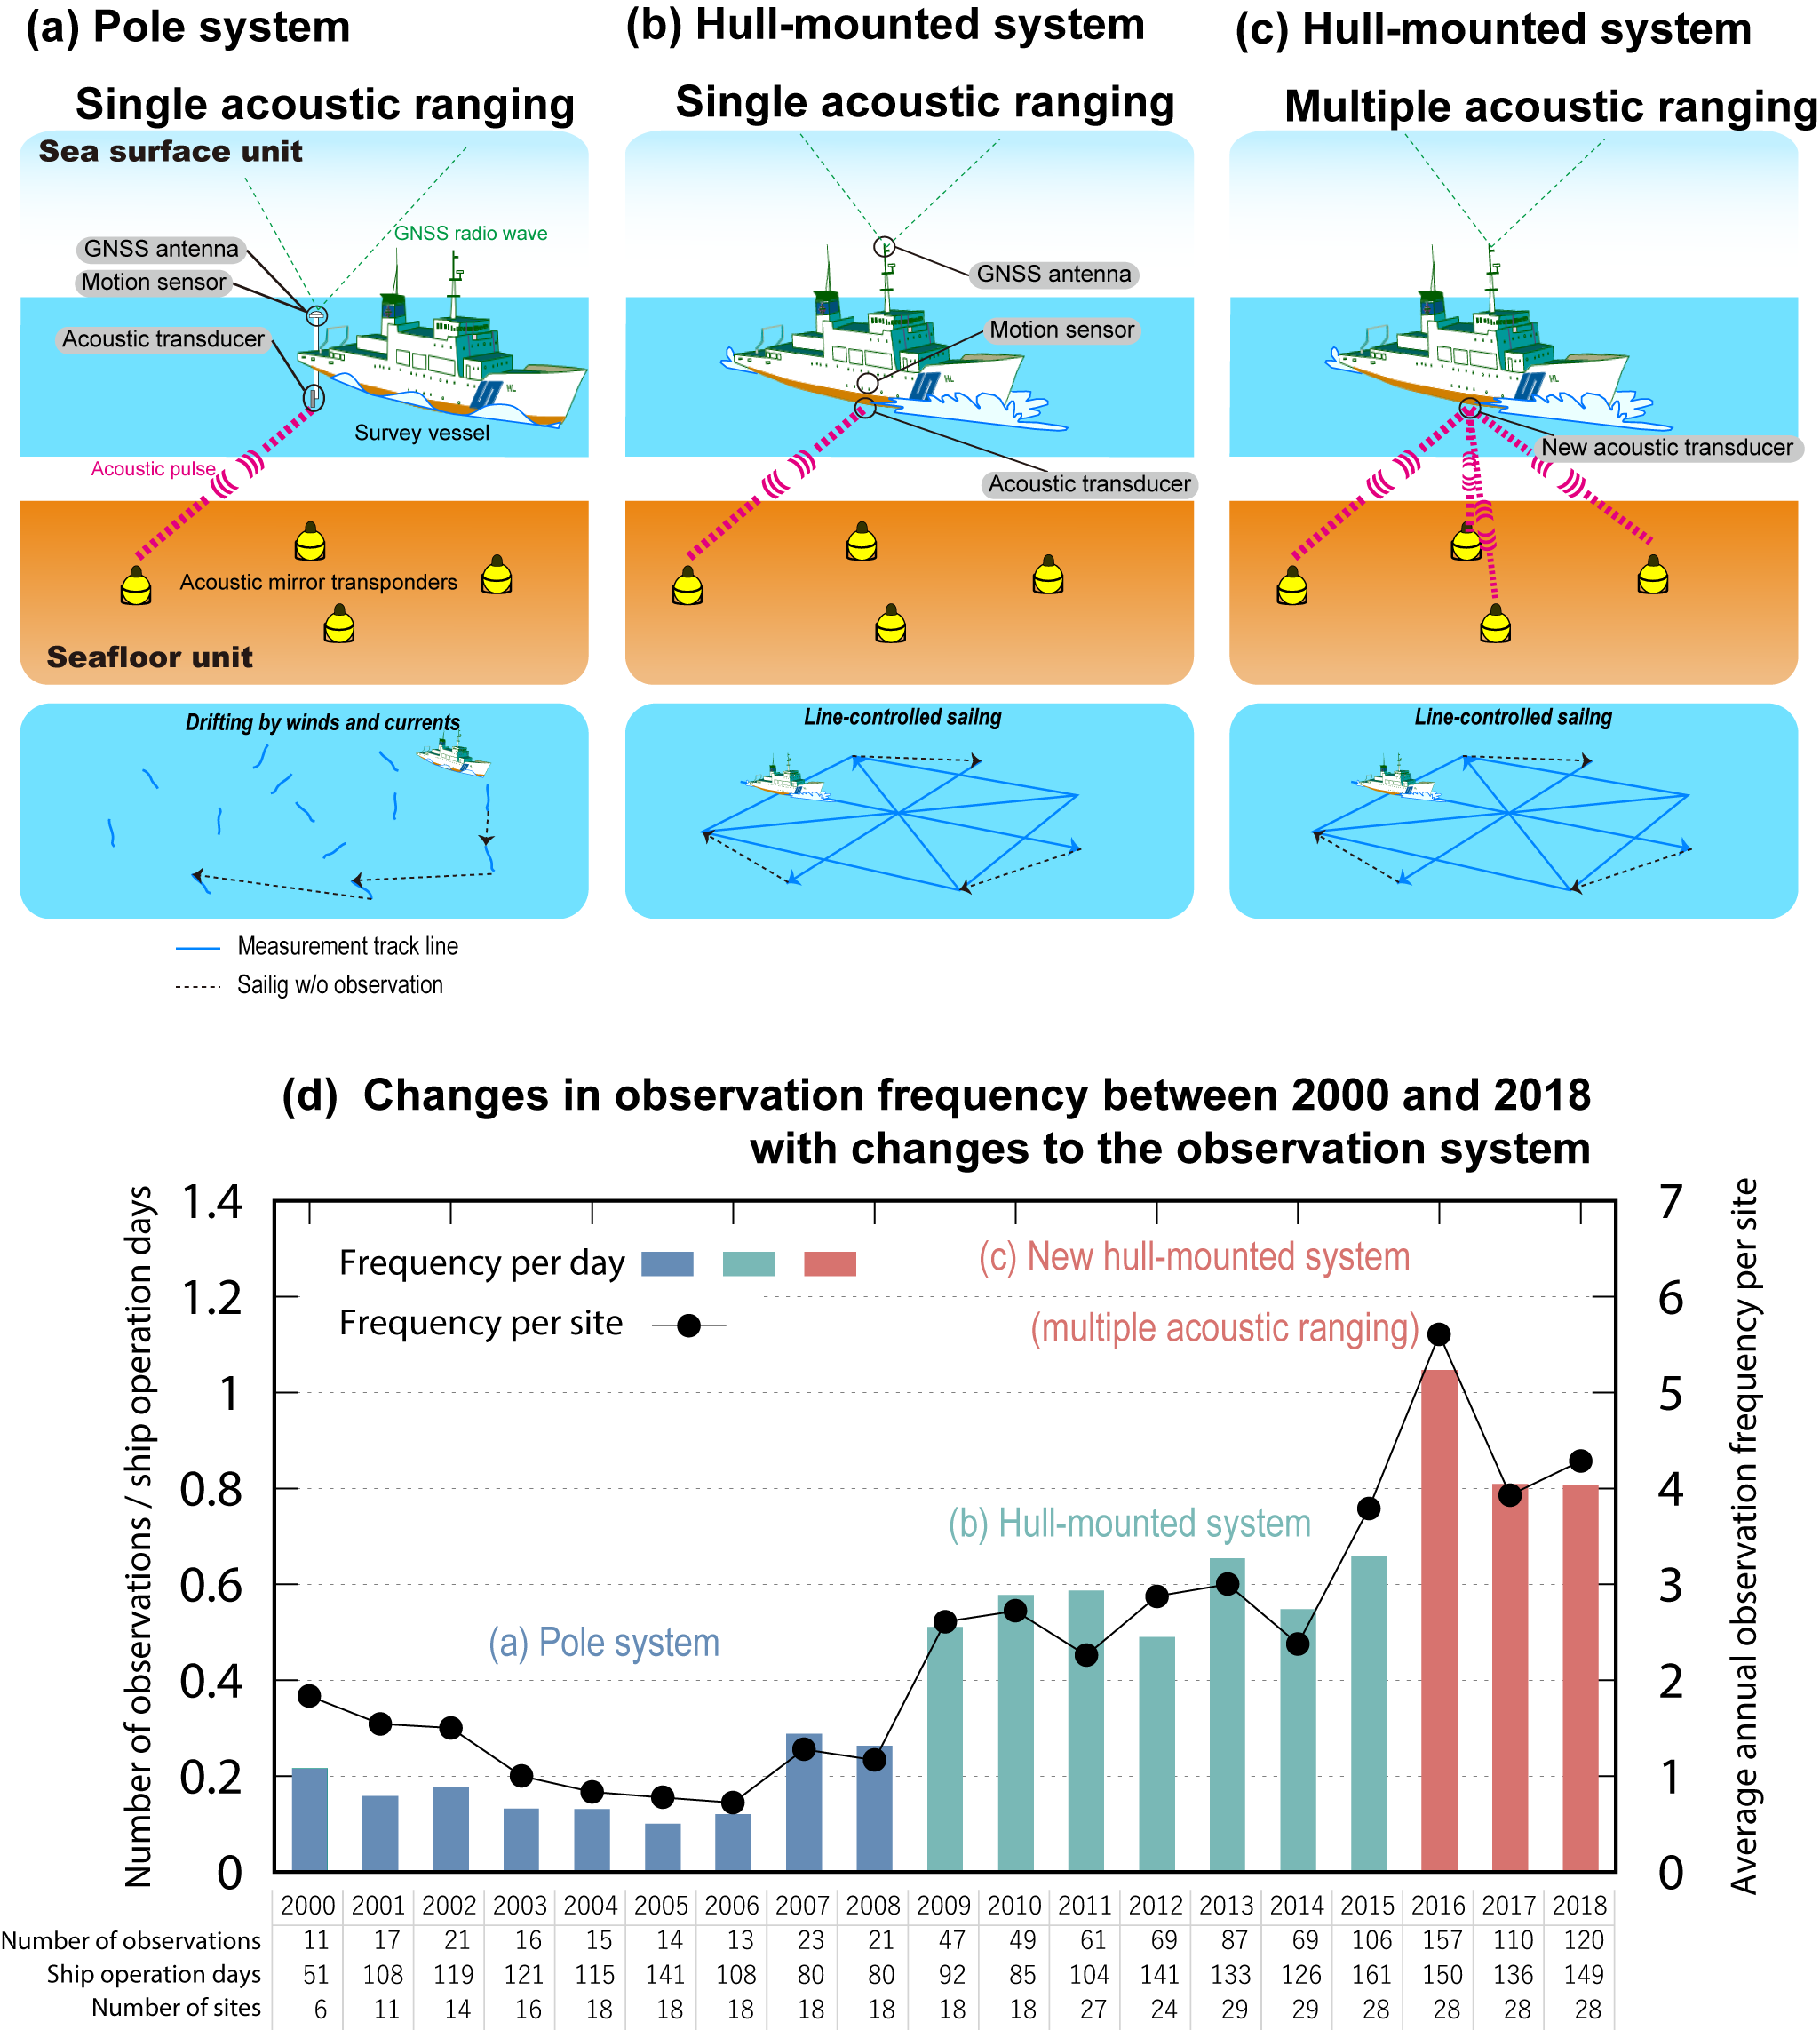 (a) Pole system
Single acoustic ranging
Sea surface unit
GNSS antenna
Motion sensor
Acoustic transducer
GNSS radio wave
Survey vessel
HL
Acoustic pulse
Acoustic mirror transponders
Seafloor unit
Drifting by winds and currents
Measurement track line
Sailig w/o observation
(b) Hull-mounted system
Single acoustic ranging
GNSS antenna
Motion sensor
HL
Acoustic transducer
Line-controlled sailng
(c) Hull-mounted system
Multiple acoustic ranging
HL
New acoustic transducer
Line-controlled sailng
(d) Changes in observation frequency between 2000 and 2018
with changes to the observation system
Number of observations / ship operation days
1.4
1.2
1
0.8
0.6
0.4
0.2
0
Frequency per day
Frequency per site
(a) Pole system
(b) Hull-mounted system
(c) New hull-mounted system
(multiple acoustic ranging)
7
6
5
4
3
2
1
0
Average annual observation frequency per site
2000 2001 2002 2003 2004 2005 2006 2007 2008 2009 2010 2011 2012 2013 2014 2015 2016 2017 2018
Number of observations 11 17 21 16 15 14 13 23 21 47 49 61 69 87 69 106 157 110 120
Ship operation days 51 108 119 121 115 141 108 80 80 92 85 104 141 133 126 161 150 136 149
Number of sites 6 11 14 16 18 18 18 18 18 18 18 27 24 29 29 28 28 28 28